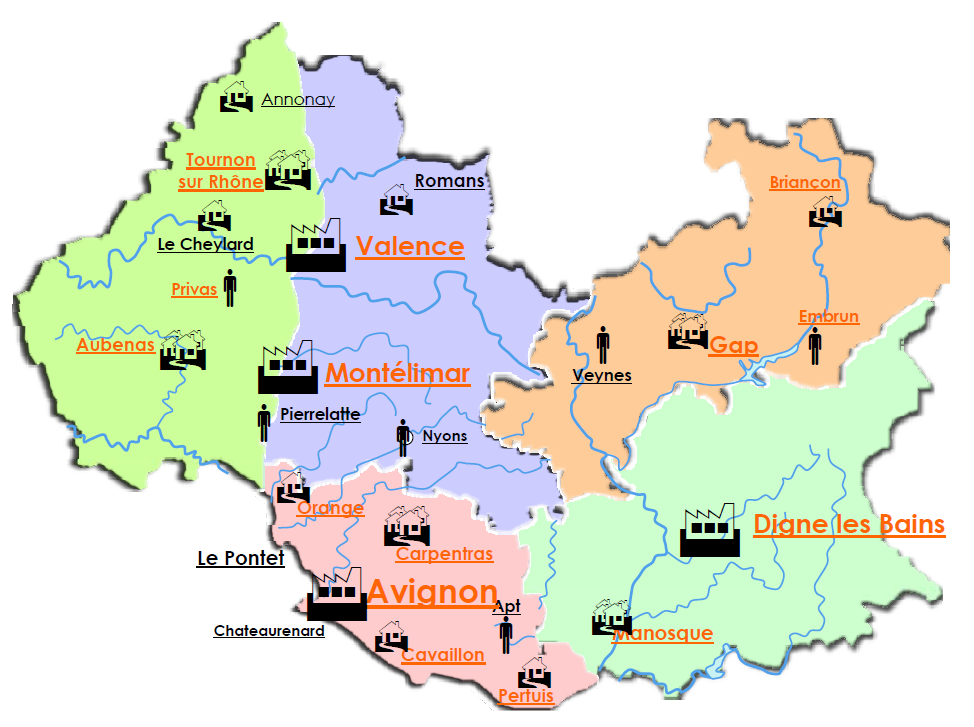 Annonay
Tournon
sur Rhône
Romans
Briancon
Le Cheylard
Valence
Privas
Embrun
Aubenas
Gap
Montélimar
Veynes
Pierrelatte
Nyons
Orange
Digne les Bains
Carpentras
Le Pontet
Avignon
Apt
Chateaurenard
Manosque
Cavaillon
Pertuis